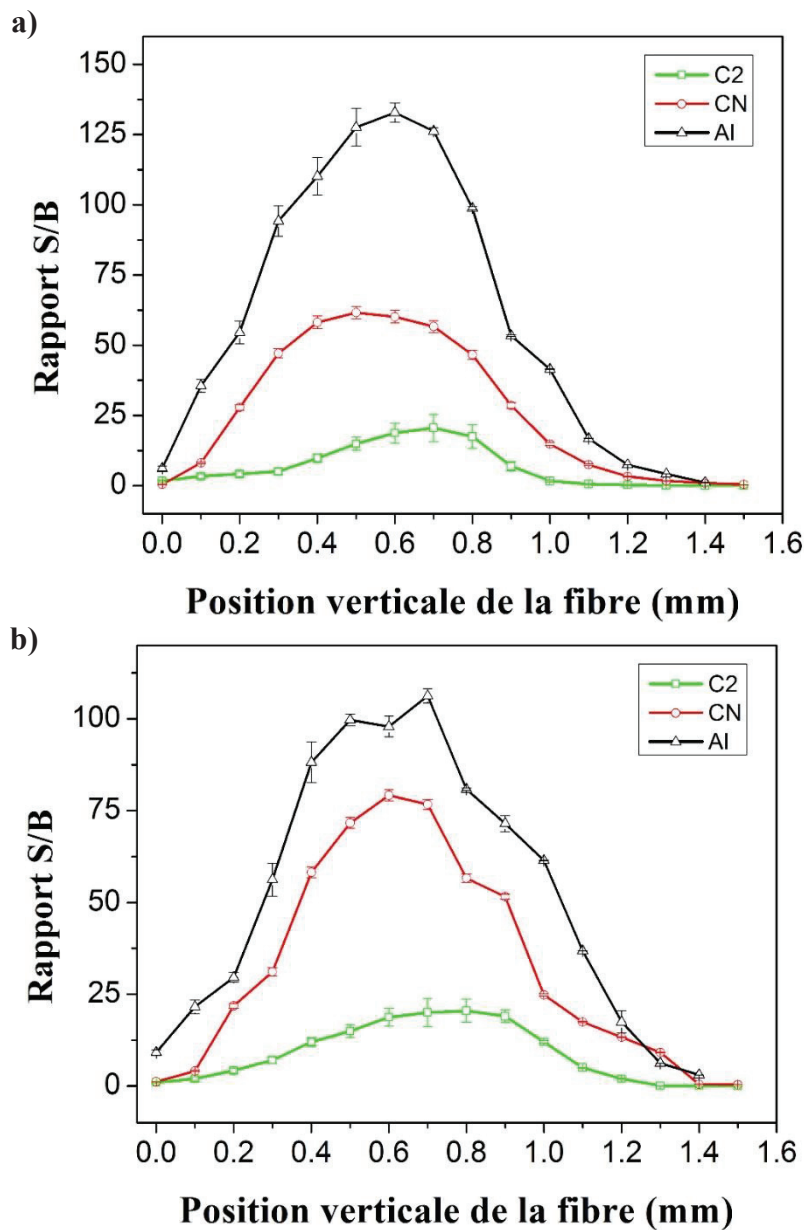 a)
150
125
100
75
50
25
0
Rapport S/B
C2
CN
Al
0.0 0.2 0.4 0.6 0.8 1.0 1.2 1.4 1.6
Position verticale de la fibre (mm)
b)
100
75
50
25
0
Rapport S/B
C2
CN
Al
0.0 0.2 0.4 0.6 0.8 1.0 1.2 1.4 1.6
Position verticale de la fibre (mm)